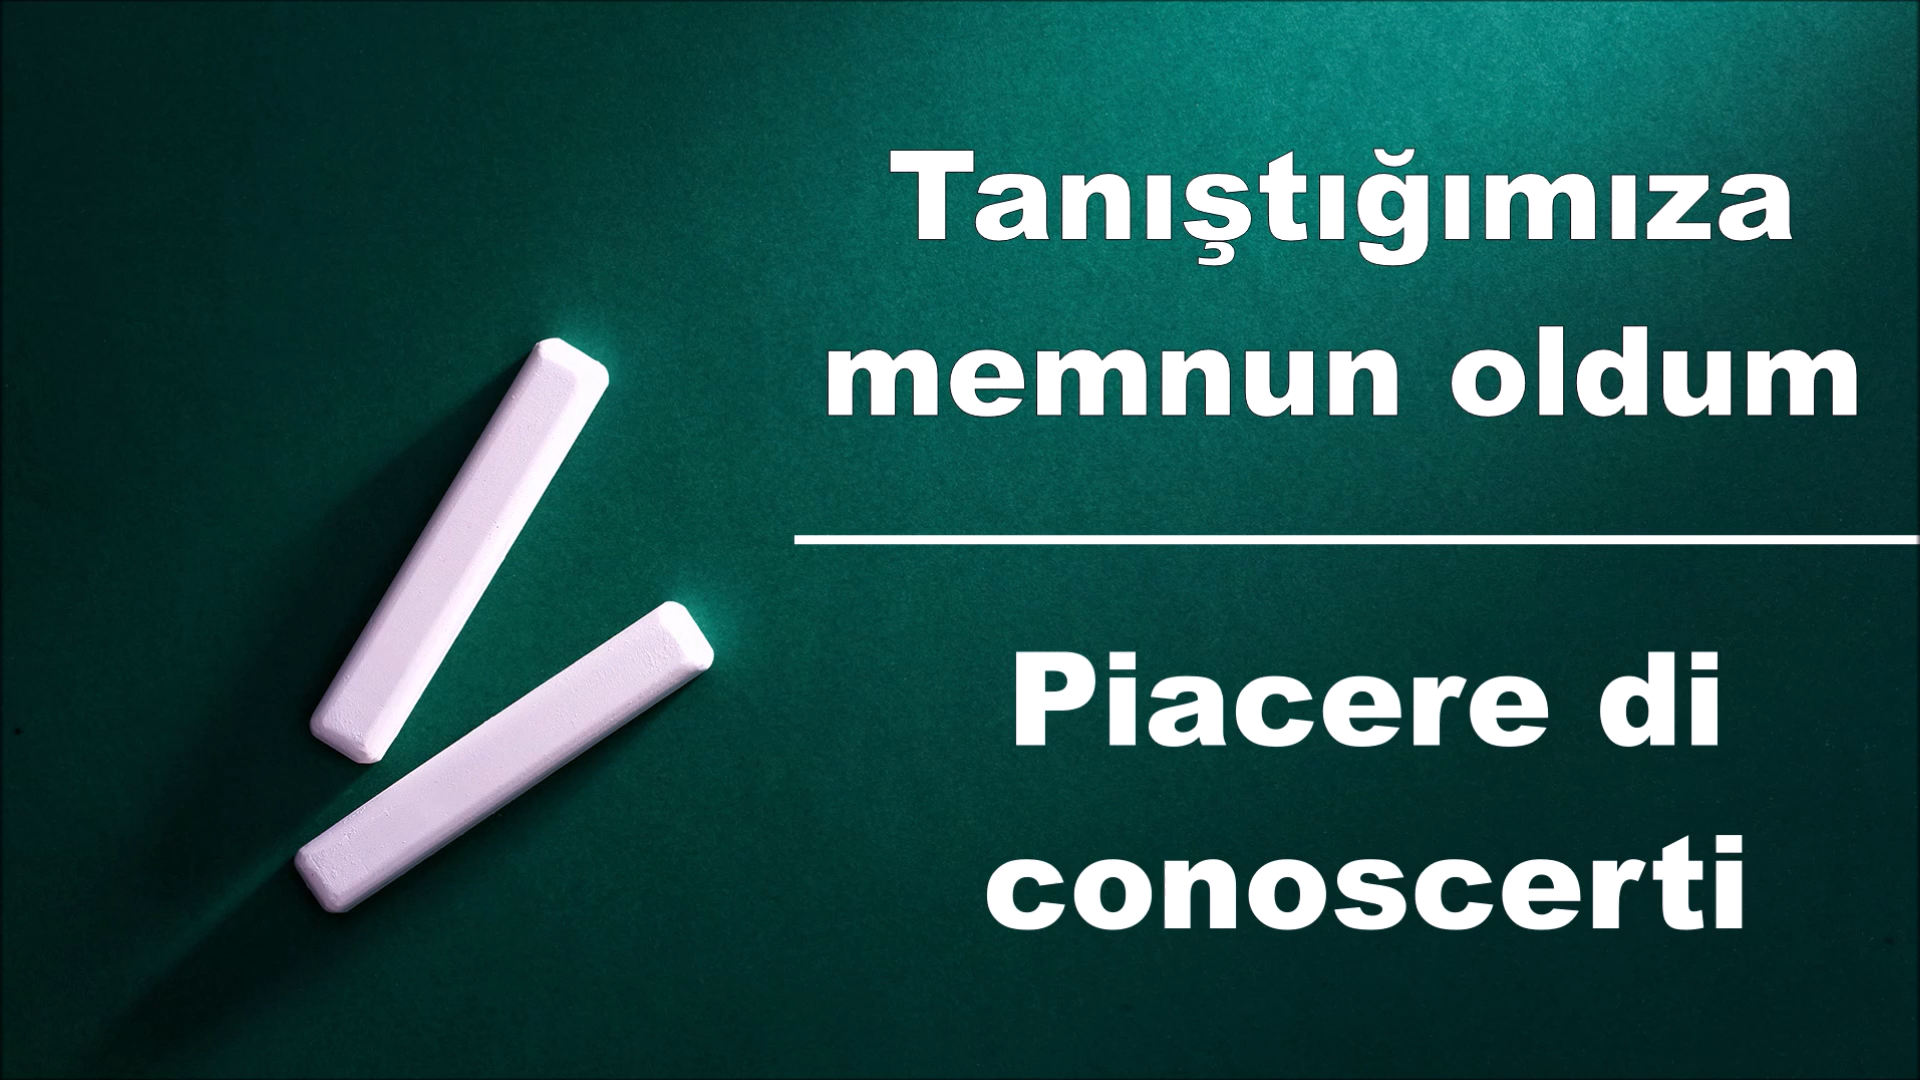 Tanıştığımıza
memnun oldum
Piacere di
conoscerti